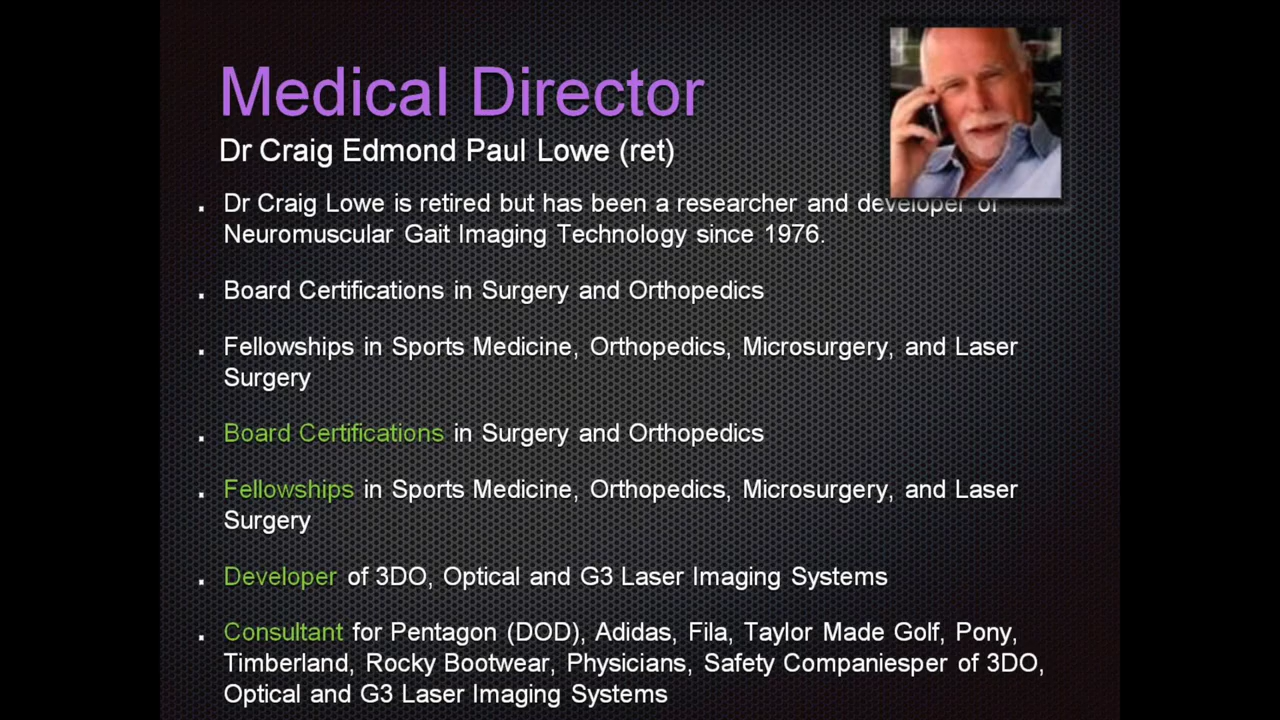 Medical Director
Dr Craig Edmond Paul Lowe (ret)
Dr Craig Lowe is retired but has been a researcher and developer of
Neuromuscular Gait Imaging Technology since 1976.
Board Certifications in Surgery and Orthopedics
Fellowships in Sports Medicine, Orthopedics, Microsurgery, and Laser
Surgery
Board Certifications in Surgery and Orthopedics
Fellowships in Sports Medicine, Orthopedics, Microsurgery, and Laser
Surgery
Developer of 3DO, Optical and G3 Laser Imaging Systems
Consultant for Pentagon (DOD), Adidas, Fila, Taylor Made Golf, Pony,
Timberland, Rocky Bootwear, Physicians, Safety Companiesper of 3DO,
Optical and G3 Laser Imaging Systems